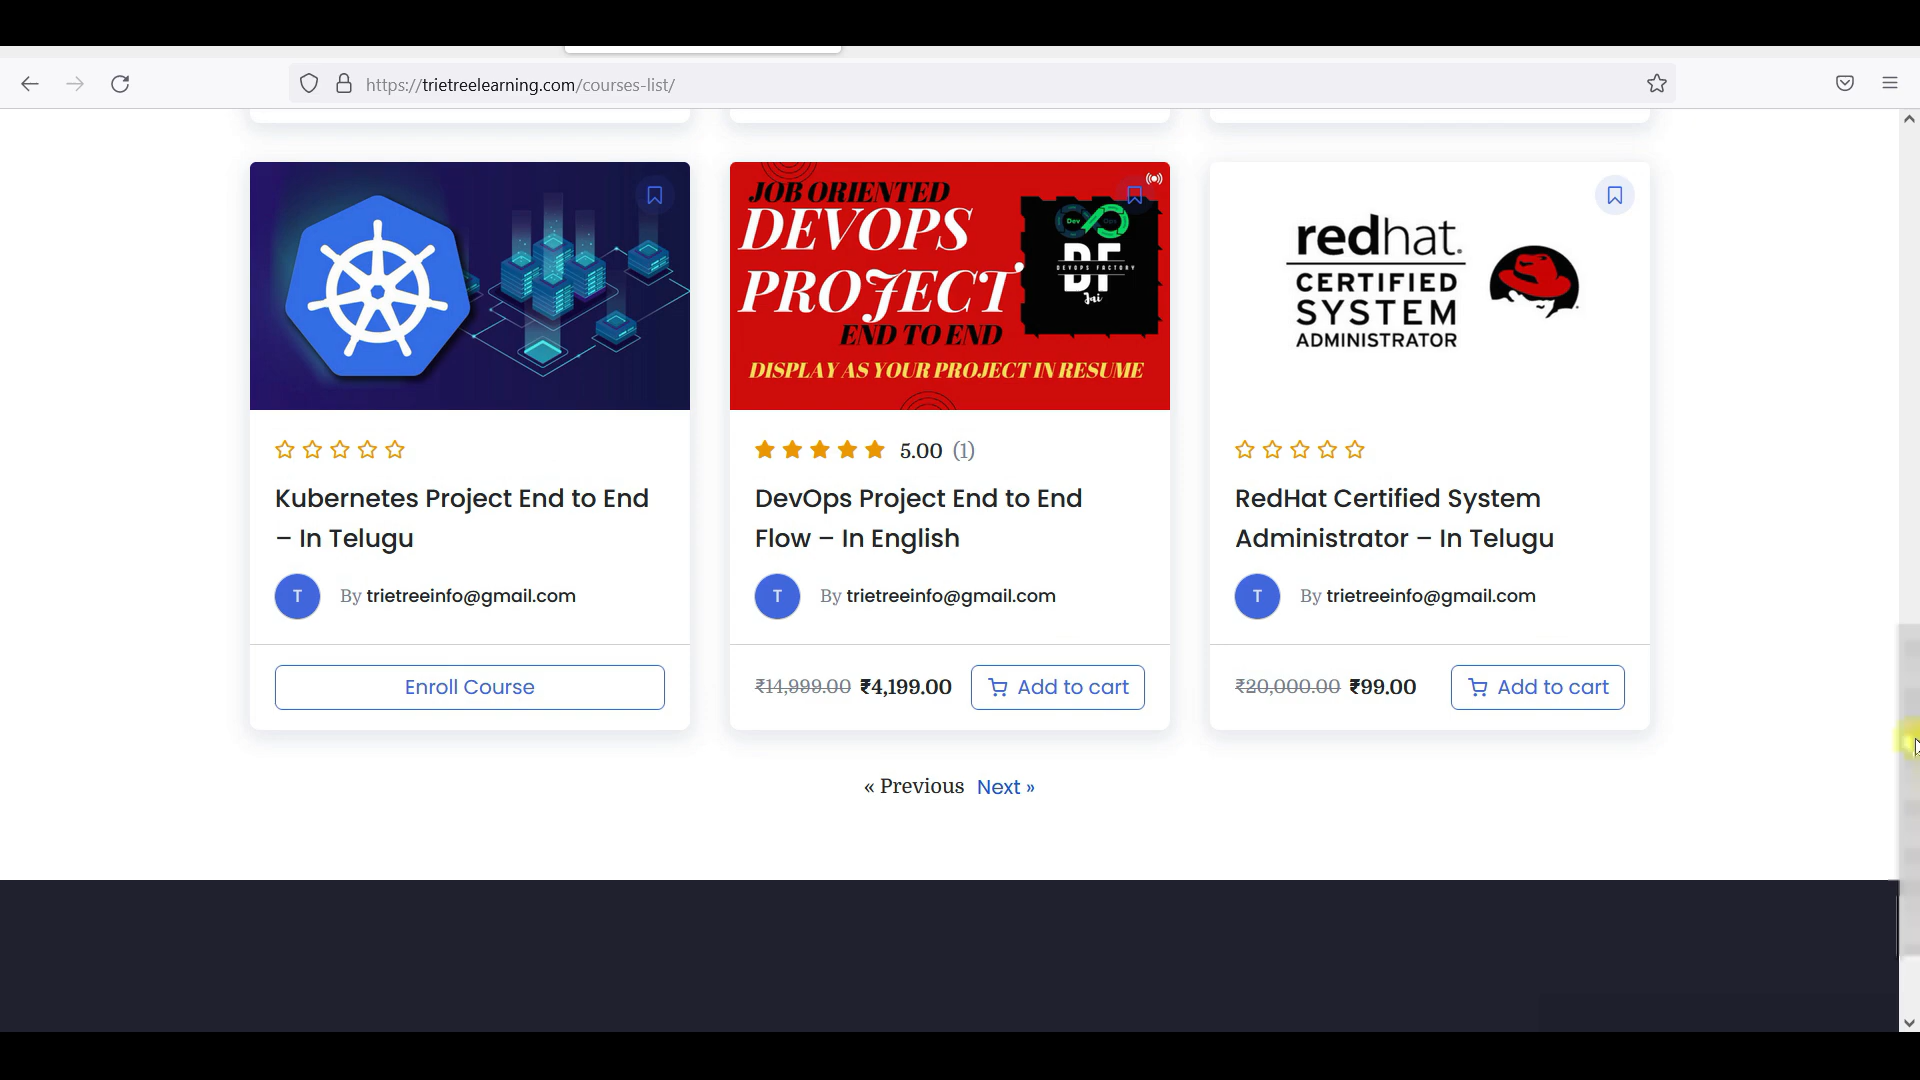 https://trietreelearning.com/courses-list/
JOB ORIENTED
DEVOPS
PROJECT
END TO END
DISPLAY AS YOUR PROJECT IN RESUME
Dev Ops
DF
DEVOPS FACTORY
Jai
redhat.
CERTIFIED
SYSTEM
ADMINISTRATOR
5.00 (1)
Kubernetes Project End to End
– In Telugu
DevOps Project End to End
Flow – In English
RedHat Certified System
Administrator – In Telugu
T By trietreeinfo@gmail.com
T By trietreeinfo@gmail.com
T By trietreeinfo@gmail.com
Enroll Course
₹14,999.00 ₹4,199.00 Add to cart
₹20,000.00 ₹99.00 Add to cart
« Previous Next »